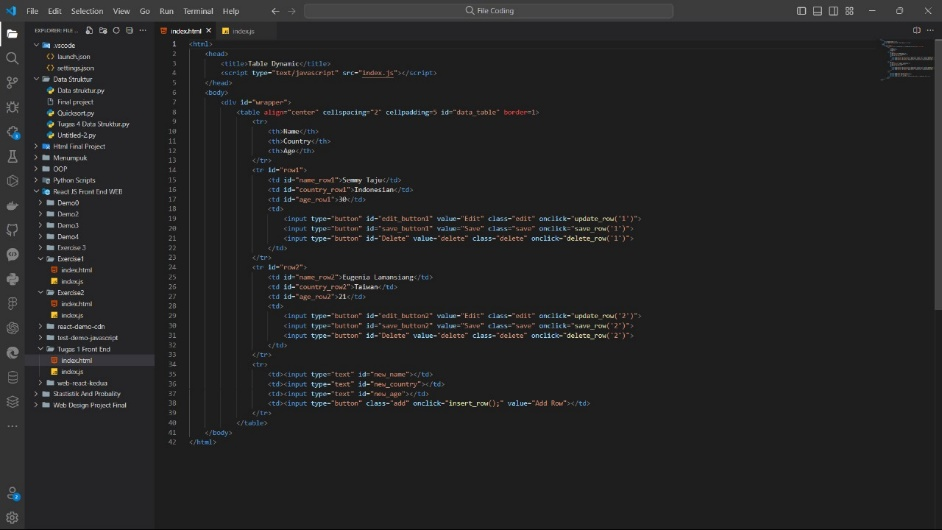 File Edit Selection View Go Run Terminal Help
File Coding
EXPLORER: FILE ...
index.html
index.js
.vscode
launch.json
settings.json
Data Struktur
Data struktur.py
Final project
Quicksort.py
Tugas 4 Data Struktur.py
Untitled-2.py
Html Final Project
Menumpuk
OOP
Python Scripts
React JS Front End WEB
Demo0
Demo2
Demo3
Demo4
Exercise 3
Exercise1
index.html
index.js
Exercise2
index.html
index.js
react-demo-cdn
test-demo-javascript
Tugas 1 Front End
index.html
index.js
web-react-kedua
Stastistik And Probality
Web Design Project Final
1 <html>
2 <head>
3 <title>Table Dynamic</title>
4 <script type="text/javascript" src="index.js"></script>
5 </head>
6 <body>
7 <div id="wrapper">
8 <table align="center" cellspacing="2" cellpadding=5 id="data_table" border=1>
9 <tr>
10 <th>Name</th>
11 <th>Country</th>
12 <th>Age</th>
13 </tr>
14 <tr id="row1">
15 <td id="name_row1">Semmy Taju</td>
16 <td id="country_row1">Indonesian</td>
17 <td id="age_row1">30</td>
18 <td>
19 <input type="button" id="edit_button1" value="Edit" class="edit" onclick="update_row('1')">
20 <input type="button" id="save_button1" value="Save" class="save" onclick="save_row('1')">
21 <input type="button" id="Delete" value="delete" class="delete" onclick="delete_row('1')">
22 </td>
23 </tr>
24 <tr id="row2">
25 <td id="name_row2">Eugenia Lamansiang</td>
26 <td id="country_row2">Taiwan</td>
27 <td id="age_row2">21</td>
28 <td>
29 <input type="button" id="edit_button2" value="Edit" class="edit" onclick="update_row('2')">
30 <input type="button" id="save_button2" value="Save" class="save" onclick="save_row('2')">
31 <input type="button" id="Delete" value="delete" class="delete" onclick="delete_row('2')">
32 </td>
33 </tr>
34 <tr>
35 <td><input type="text" id="new_name"></td>
36 <td><input type="text" id="new_country"></td>
37 <td><input type="text" id="new_age"></td>
38 <td><input type="button" class="add" onclick="insert_row();" value="Add Row"></td>
39 </tr>
40 </table>
41 </body>
42 </html>